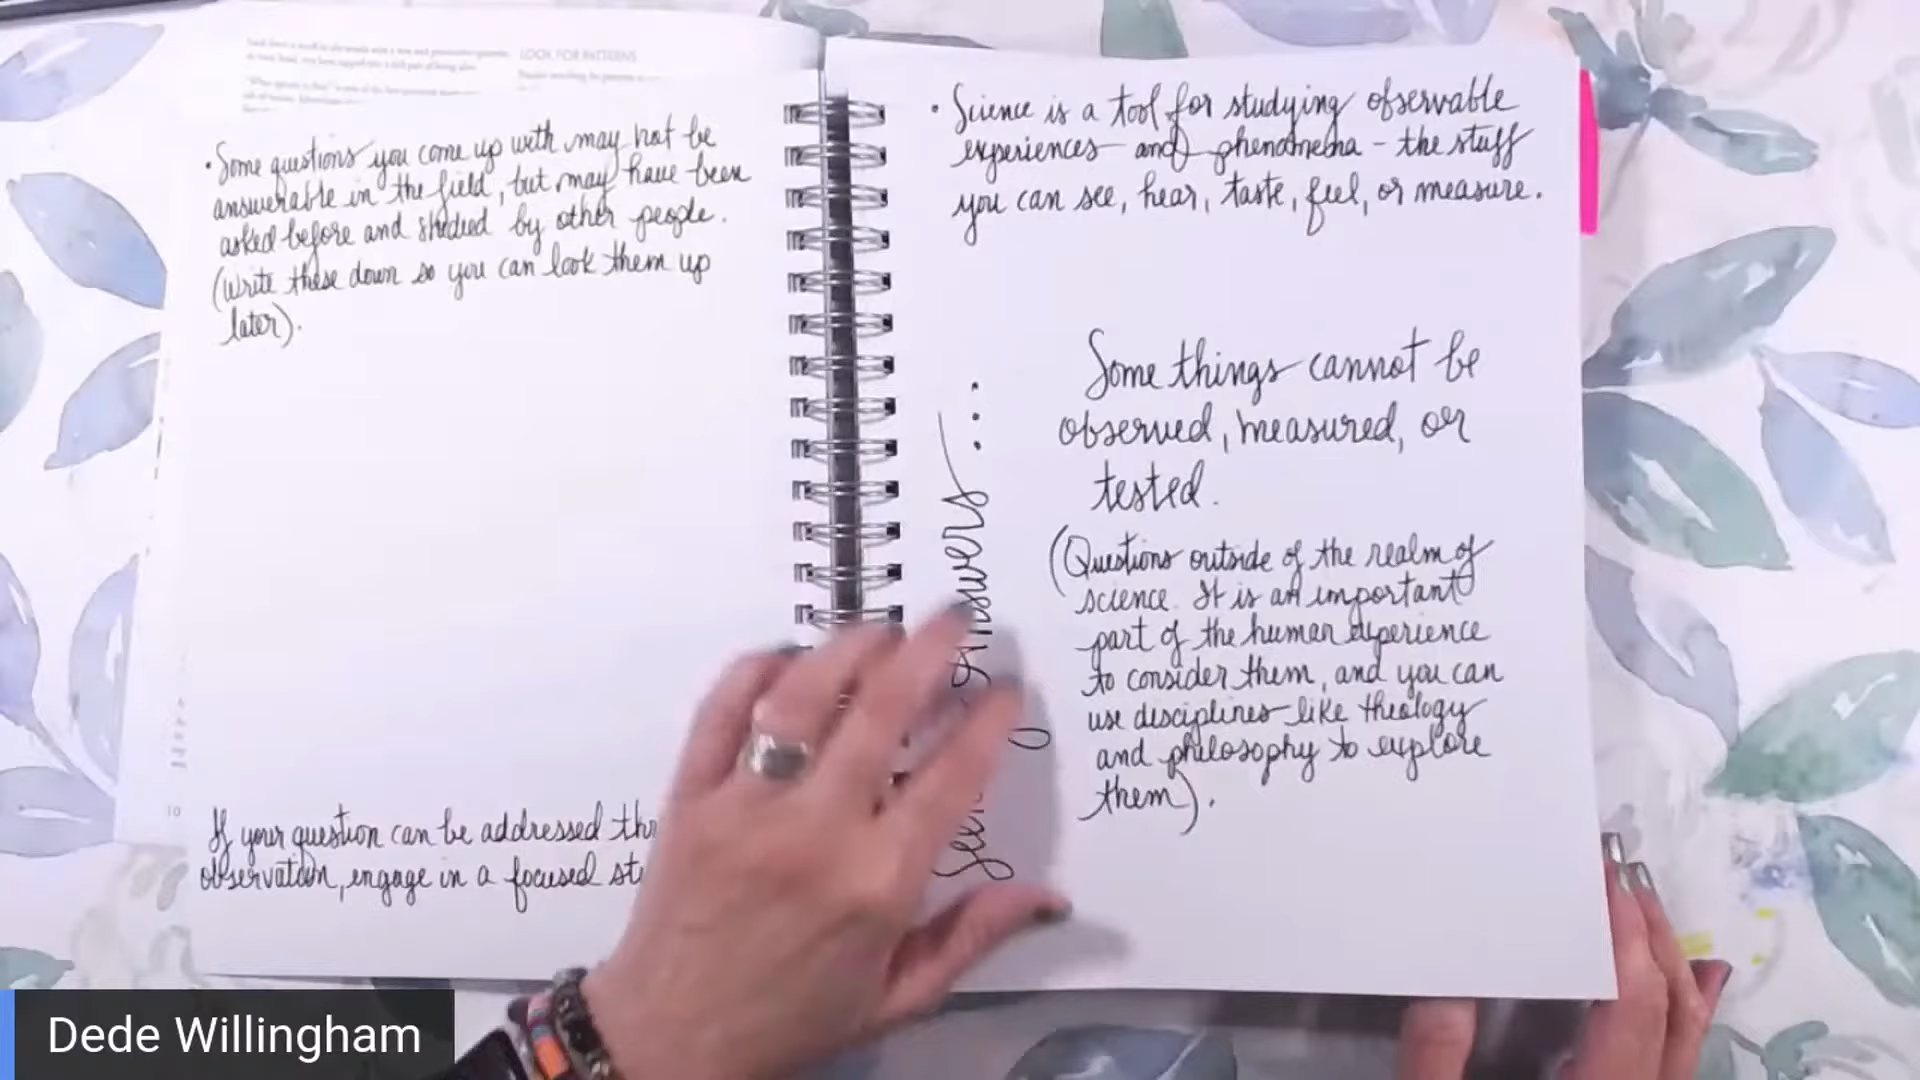 LOOK FOR PATTERNS
• Some questions you come up with may not be
answerable in the field, but may have been
asked before and studied by other people.
(Write these down so you can look them up
later).
If your question can be addressed
observation, engage in a focused
• Science is a tool for studying observable
experiences and phenomena - the stuff
you can see, hear, taste, feel, or measure.
Answers...
Some things cannot be
observed, measured, or
tested.
(Questions outside of the realm of
science. It is an important
part of the human experience
to consider them, and you can
use disciplines like theology
and philosophy to explore
them).
Dede Willingham